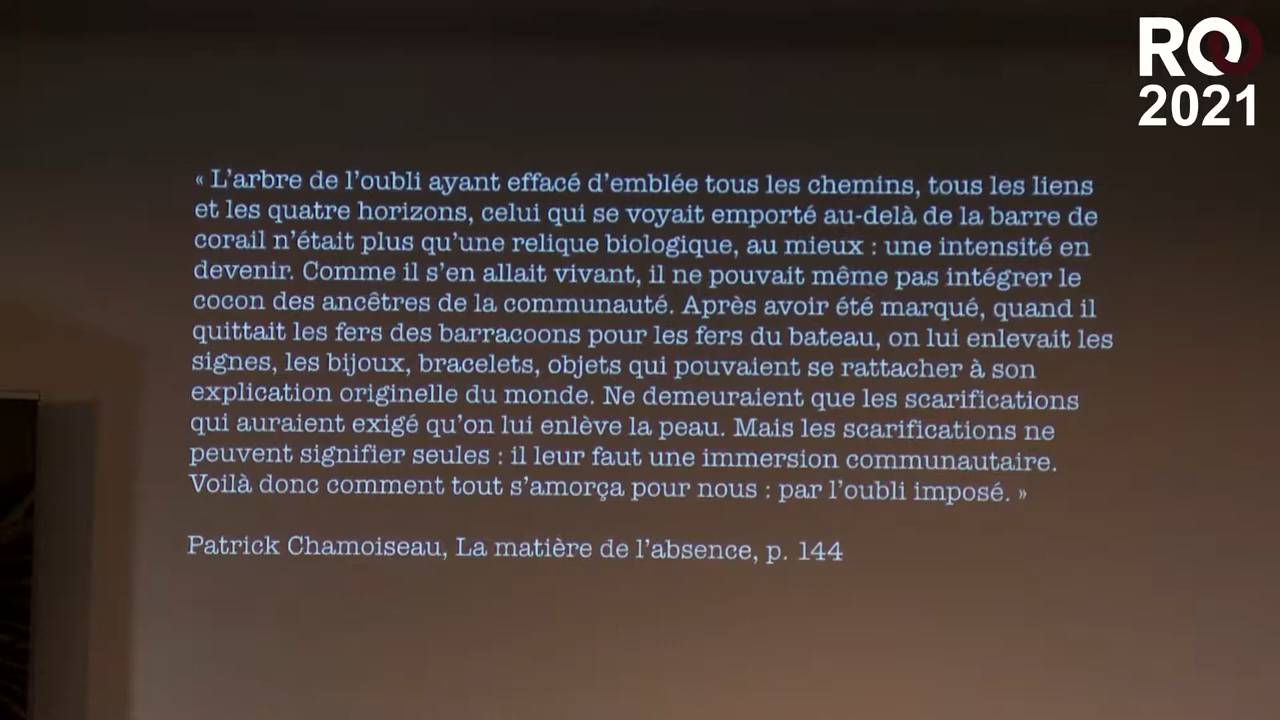 RQ
2021
« L’arbre de l’oubli ayant effacé d’emblée tous les chemins, tous les liens
et les quatre horizons, celui qui se voyait emporté au-delà de la barre de
corail n’était plus qu’une relique biologique, au mieux : une intensité en
devenir. Comme il s’en allait vivant, il ne pouvait même pas intégrer le
cocon des ancêtres de la communauté. Après avoir été marqué, quand il
quittait les fers des barracoons pour les fers du bateau, on lui enlevait les
signes, les bijoux, bracelets, objets qui pouvaient se rattacher à son
explication originelle du monde. Ne demeuraient que les scarifications
qui auraient exigé qu’on lui enlève la peau. Mais les scarifications ne
peuvent signifier seules : il leur faut une immersion communautaire.
Voilà donc comment tout s’amorça pour nous : par l’oubli imposé. »
Patrick Chamoiseau, La matière de l’absence, p. 144